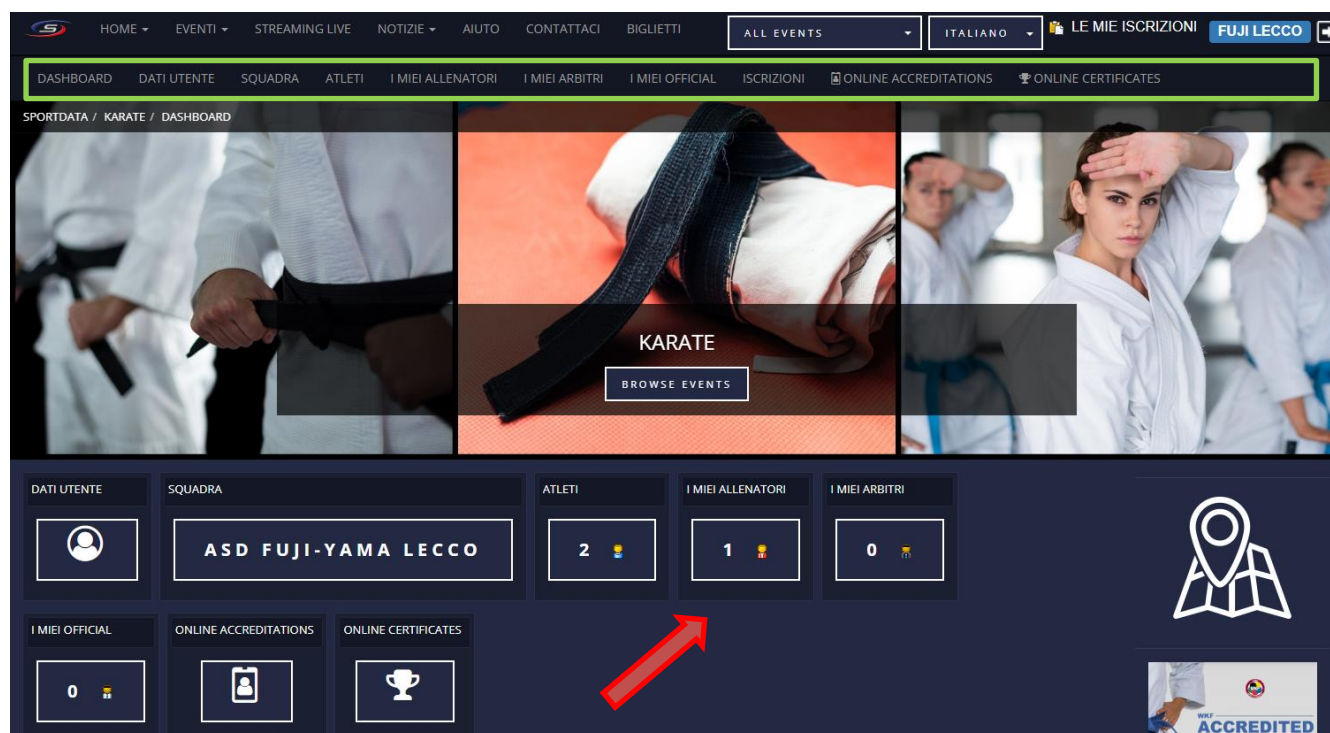 HOME EVENTI STREAMING LIVE NOTIZIE AIUTO CONTATTACI BIGLIETTI ALL EVENTS ITALIANO LE MIE ISCRIZIONI FUJI LECCO
DASHBOARD DATI UTENTE SQUADRA ATLETI I MIEI ALLENATORI I MIEI ARBITRI I MIEI OFFICIAL ISCRIZIONI ONLINE ACCREDITATIONS ONLINE CERTIFICATES
SPORTDATA / KARATE / DASHBOARD
KARATE
BROWSE EVENTS
DATI UTENTE SQUADRA ATLETI I MIEI ALLENATORI I MIEI ARBITRI
ASD FUJI-YAMA LECCO 2 1 0
I MIEI OFFICIAL ONLINE ACCREDITATIONS ONLINE CERTIFICATES
0
WKF
ACCREDITED